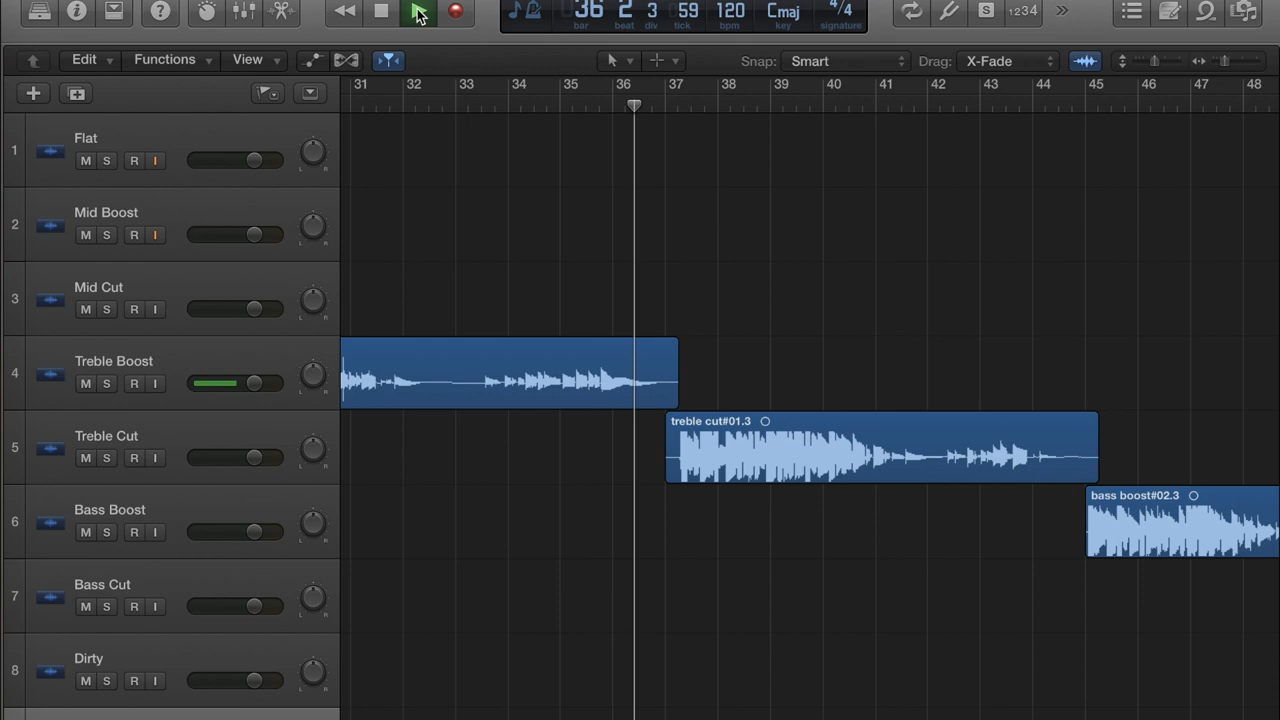 36 2 3 59 120 Cmaj 4/4
bar beat div tick bpm key signature
S 1234
Edit Functions View Snap: Smart Drag: X-Fade
31 32 33 34 35 36 37 38 39 40 41 42 43 44 45 46 47 48
1 Flat
M S R I L R
2 Mid Boost
M S R I L R
3 Mid Cut
M S R I L R
4 Treble Boost
M S R I L R
treble cut#01.3
5 Treble Cut
M S R I L R
bass boost#02.3
6 Bass Boost
M S R I L R
7 Bass Cut
M S R I L R
8 Dirty
M S R I L R